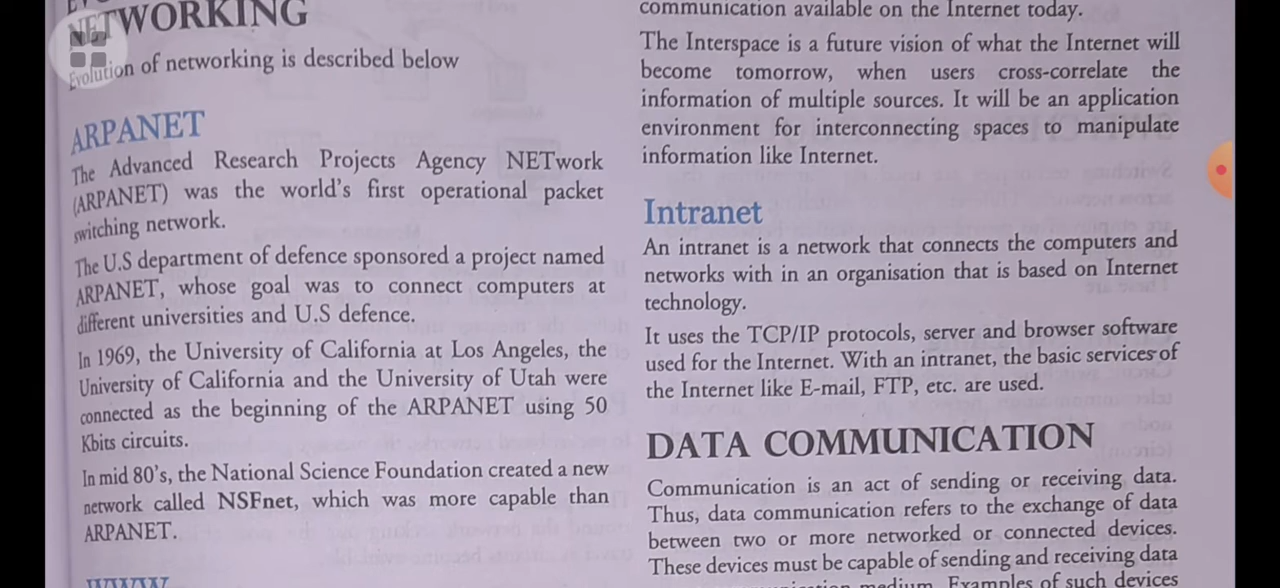 NETWORKING
Evolution of networking is described below
ARPANET
The Advanced Research Projects Agency NETwork
(ARPANET) was the world's first operational packet
switching network.
The U.S department of defence sponsored a project named
ARPANET, whose goal was to connect computers at
different universities and U.S defence.
In 1969, the University of California at Los Angeles, the
University of California and the University of Utah were
connected as the beginning of the ARPANET using 50
Kbits circuits.
In mid 80's, the National Science Foundation created a new
network called NSFnet, which was more capable than
ARPANET.
WWW
communication available on the Internet today.
The Interspace is a future vision of what the Internet will
become tomorrow, when users cross-correlate the
information of multiple sources. It will be an application
environment for interconnecting spaces to manipulate
information like Internet.
Intranet
An intranet is a network that connects the computers and
networks with in an organisation that is based on Internet
technology.
It uses the TCP/IP protocols, server and browser software
used for the Internet. With an intranet, the basic services of
the Internet like E-mail, FTP, etc. are used.
DATA COMMUNICATION
Communication is an act of sending or receiving data.
Thus, data communication refers to the exchange of data
between two or more networked or connected devices.
These devices must be capable of sending and receiving data
medium. Examples of such devices